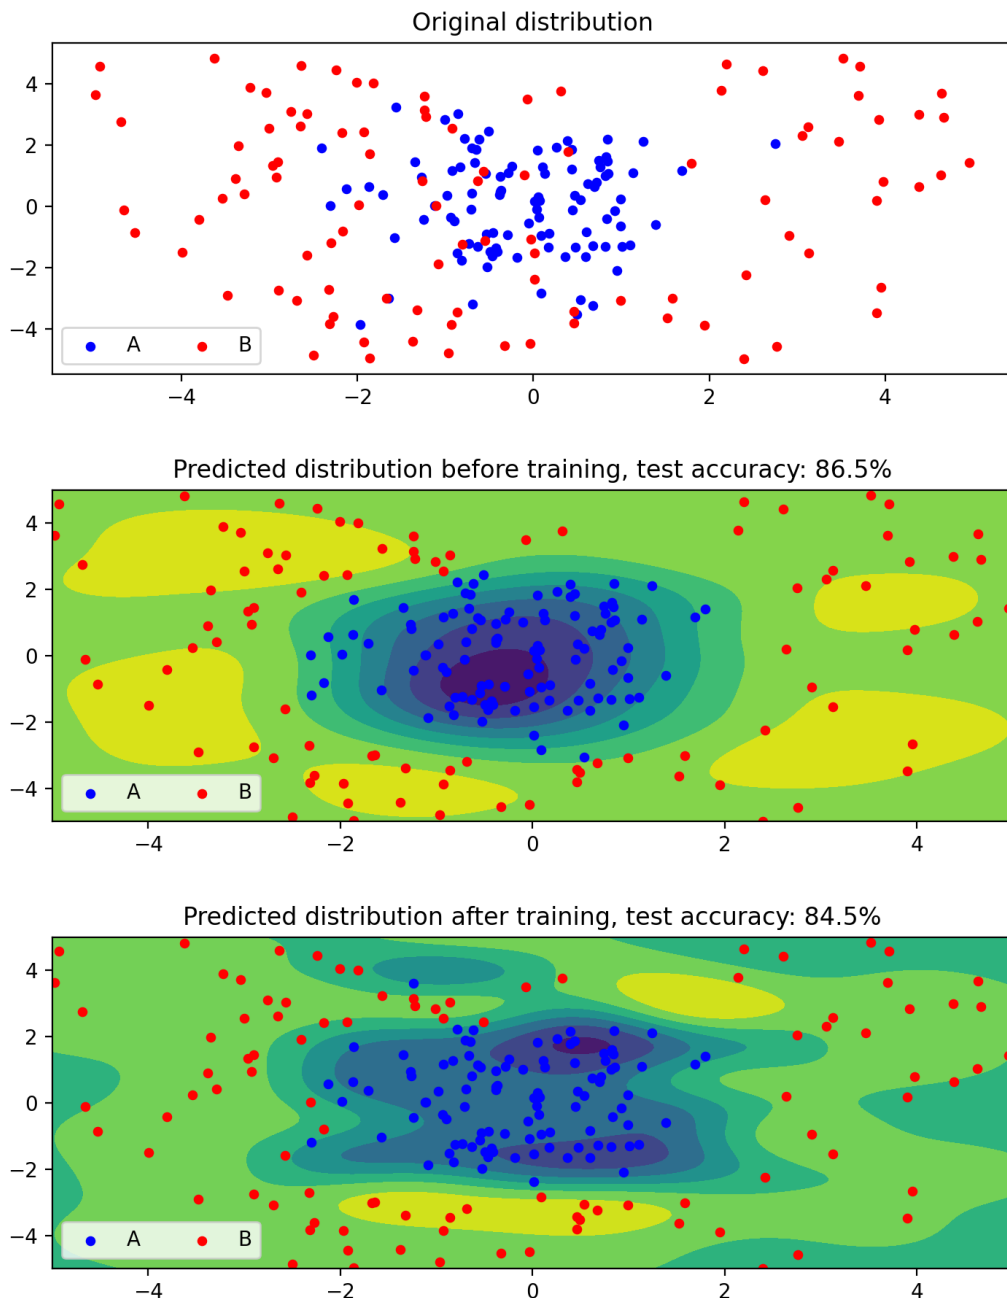 Original distribution
4
2
0
−2
−4
A B
−4 −2 0 2 4
Predicted distribution before training, test accuracy: 86.5%
4
2
0
−2
−4
A B
−4 −2 0 2 4
Predicted distribution after training, test accuracy: 84.5%
4
2
0
−2
−4
A B
−4 −2 0 2 4